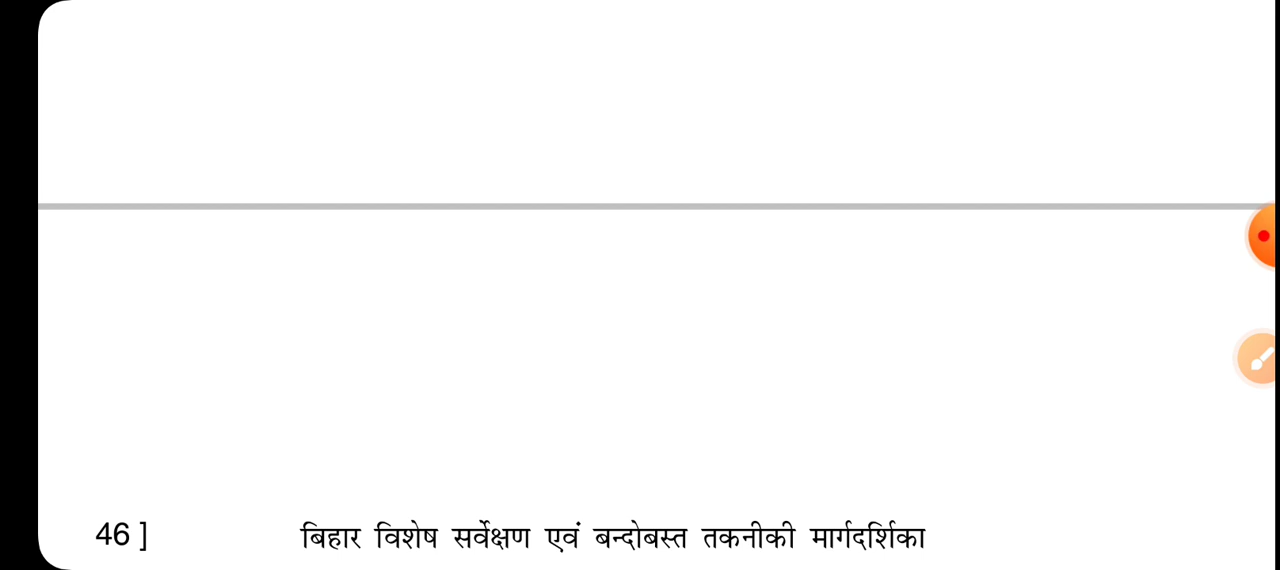 46 ] बिहार विशेष सर्वेक्षण एवं बन्दोबस्त तकनीकी मार्गदर्शिका